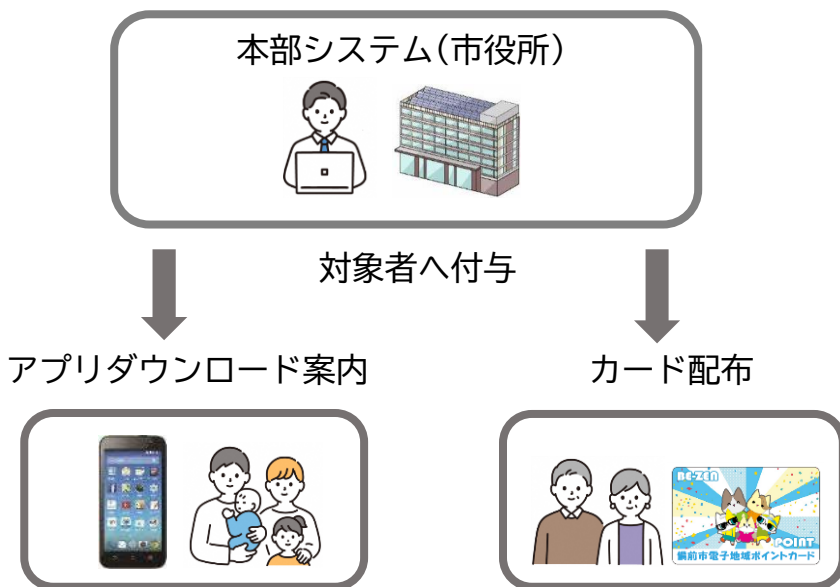 本部システム(市役所)
対象者へ付与
アプリダウンロード案内
カード配布
BE-ZEN
POINT
備前市電子地域ポイントカード